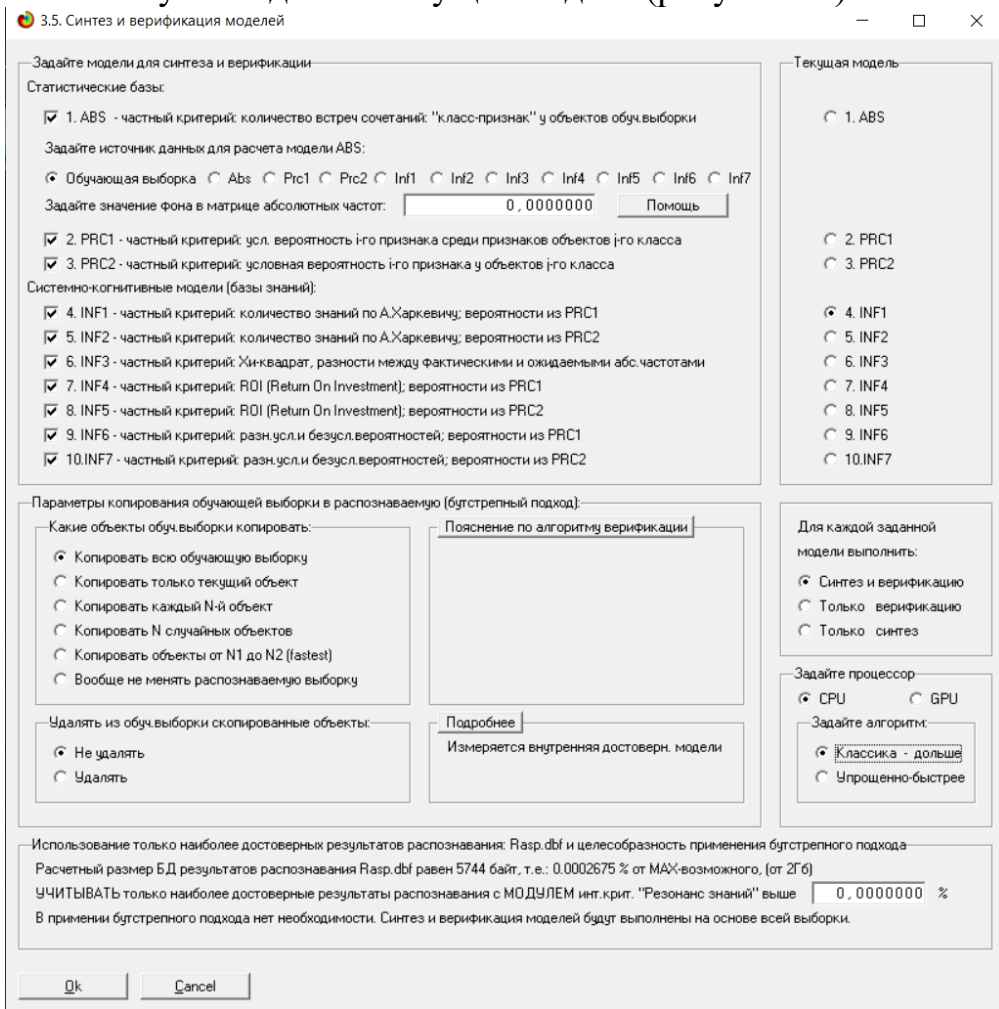 3.5. Синтез и верификация моделей
Задайте модели для синтеза и верификации
Статистические базы:
1. ABS - частный критерий: количество встреч сочетаний: "класс-признак" у объектов обуч.выборки
Задайте источник данных для расчета модели ABS:
Обучающая выборка Abs Prc1 Prc2 Inf1 Inf2 Inf3 Inf4 Inf5 Inf6 Inf7
Задайте значение фона в матрице абсолютных частот: 0,0000000 Помощь
2. PRC1 - частный критерий: усл. вероятность i-го признака среди признаков объектов j-го класса
3. PRC2 - частный критерий: условная вероятность i-го признака у объектов j-го класса
Системно-когнитивные модели (базы знаний):
4. INF1 - частный критерий: количество знаний по А.Харкевичу; вероятности из PRC1
5. INF2 - частный критерий: количество знаний по А.Харкевичу; вероятности из PRC2
6. INF3 - частный критерий: Хи-квадрат, разности между фактическими и ожидаемыми абс.частотами
7. INF4 - частный критерий: ROI (Return On Investment); вероятности из PRC1
8. INF5 - частный критерий: ROI (Return On Investment); вероятности из PRC2
9. INF6 - частный критерий: разн.усл.и безусл.вероятностей; вероятности из PRC1
10.INF7 - частный критерий: разн.усл.и безусл.вероятностей; вероятности из PRC2
Текущая модель
1. ABS
2. PRC1
3. PRC2
4. INF1
5. INF2
6. INF3
7. INF4
8. INF5
9. INF6
10.INF7
Параметры копирования обучающей выборки в распознаваемую (бутстрепный подход):
Какие объекты обуч.выборки копировать:
Копировать всю обучающую выборку
Копировать только текущий объект
Копировать каждый N-й объект
Копировать N случайных объектов
Копировать объекты от N1 до N2 (fastest)
Вообще не менять распознаваемую выборку
Пояснение по алгоритму верификации
Удалять из обуч.выборки скопированные объекты:
Не удалять
Удалять
Подробнее
Измеряется внутренняя достоверн. модели
Для каждой заданной
модели выполнить:
Синтез и верификацию
Только верификацию
Только синтез
Задайте процессор
CPU GPU
Задайте алгоритм:
Классика - дольше
Упрощенно-быстрее
Использование только наиболее достоверных результатов распознавания: Rasp.dbf и целесобразность применения бутстрепного подхода
Расчетный размер БД результатов распознавания Rasp.dbf равен 5744 байт, т.е.: 0.0002675 % от MAX-возможного, (от 2Гб)
УЧИТЫВАТЬ только наиболее достоверные результаты распознавания с МОДУЛЕМ инт.крит. "Резонанс знаний" выше 0,0000000 %
В примении бутстрепного подхода нет необходимости. Синтез и верификация моделей будут выполнены на основе всей выборки.
Ok Cancel